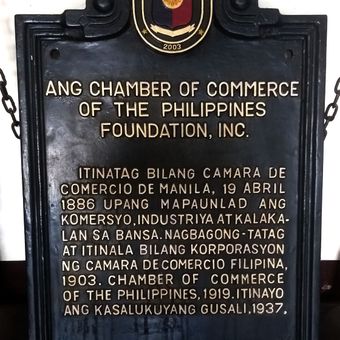 2003
ANG CHAMBER OF COMMERCE
OF THE PHILIPPINES
FOUNDATION, INC.
ITINATAG BILANG CAMARA DE
COMERCIO DE MANILA, 19 ABRIL
1886 UPANG MAPAUNLAD ANG
KOMERSYO, INDUSTRIYA AT KALAKA-
LAN SA BANSA. NAGBAGONG-TATAG
AT ITINALA BILANG KORPORASYON
NG CAMARA DE COMERCIO FILIPINA,
1903. CHAMBER OF COMMERCE
OF THE PHILIPPINES, 1919. ITINAYO
ANG KASALUKUYANG GUSALI, 1937.